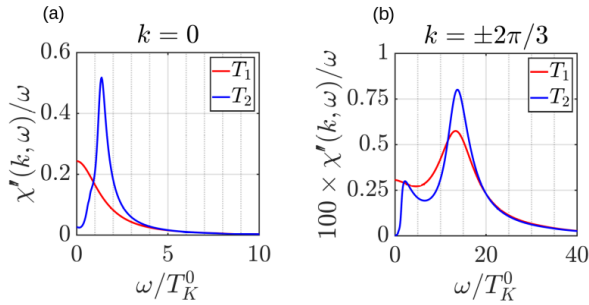 (a)
k = 0
χ′(k, ω)/ω
0.6
0.4
0.2
0
T₁
T₂
0
5
10
ω/T_K^0
(b)
k = ±2π/3
100 × χ′(k, ω)/ω
1
0.75
0.5
0.25
0
T₁
T₂
0
20
40
ω/T_K^0